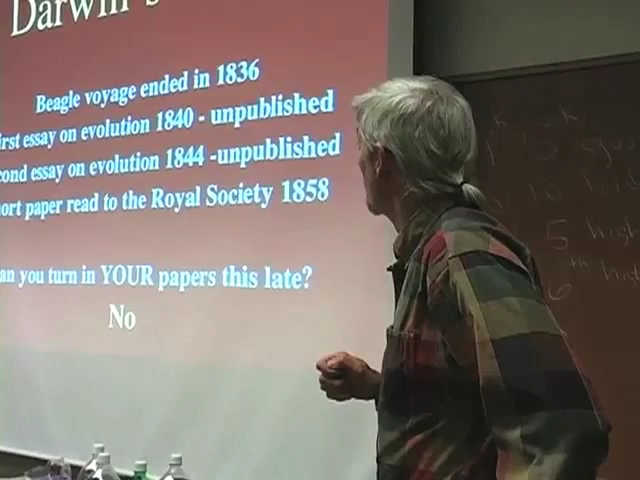 Darwin's
Beagle voyage ended in 1836
irst essay on evolution 1840 - unpublished
cond essay on evolution 1844 -unpublished
ort paper read to the Royal Society 1858
an you turn in YOUR papers this late?
No
5 high
6